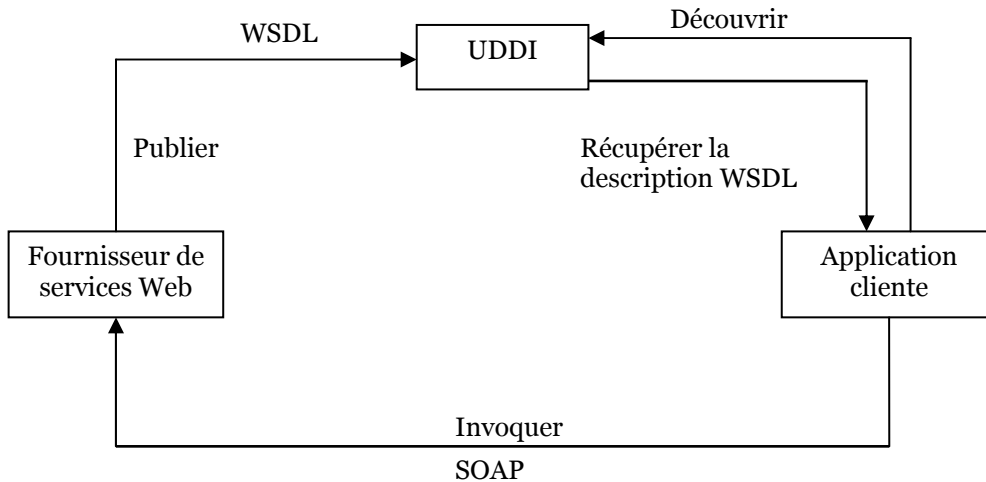 WSDL
UDDI
Découvrir
Publier
Récupérer la
description WSDL
Fournisseur de
services Web
Application
cliente
Invoquer
SOAP